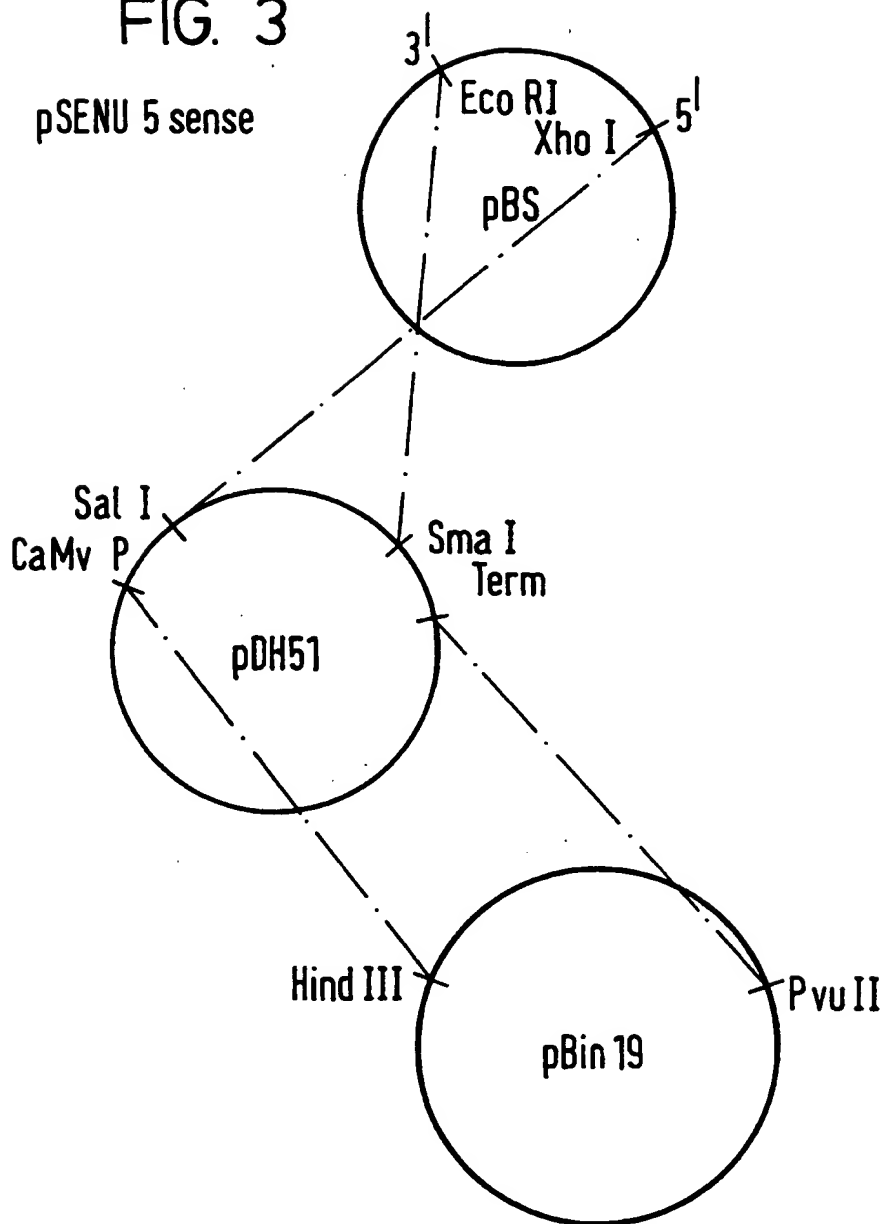 FIG. 3
pSENU 5 sense
3'
Eco RI
5'
Xho I
pBS
Sal I
CaMv P
Sma I
Term
pDH51
Hind III
Pvu II
pBin 19